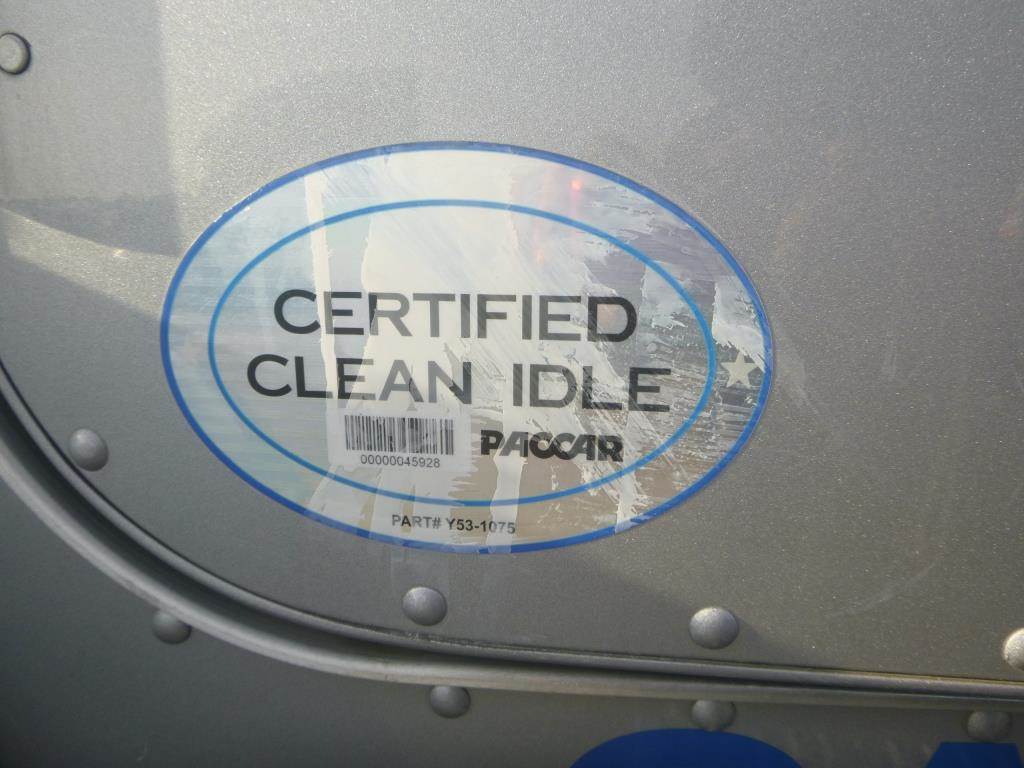 CERTIFIED
CLEAN IDLE
PACCAR
00000045928
PART# Y53-1075